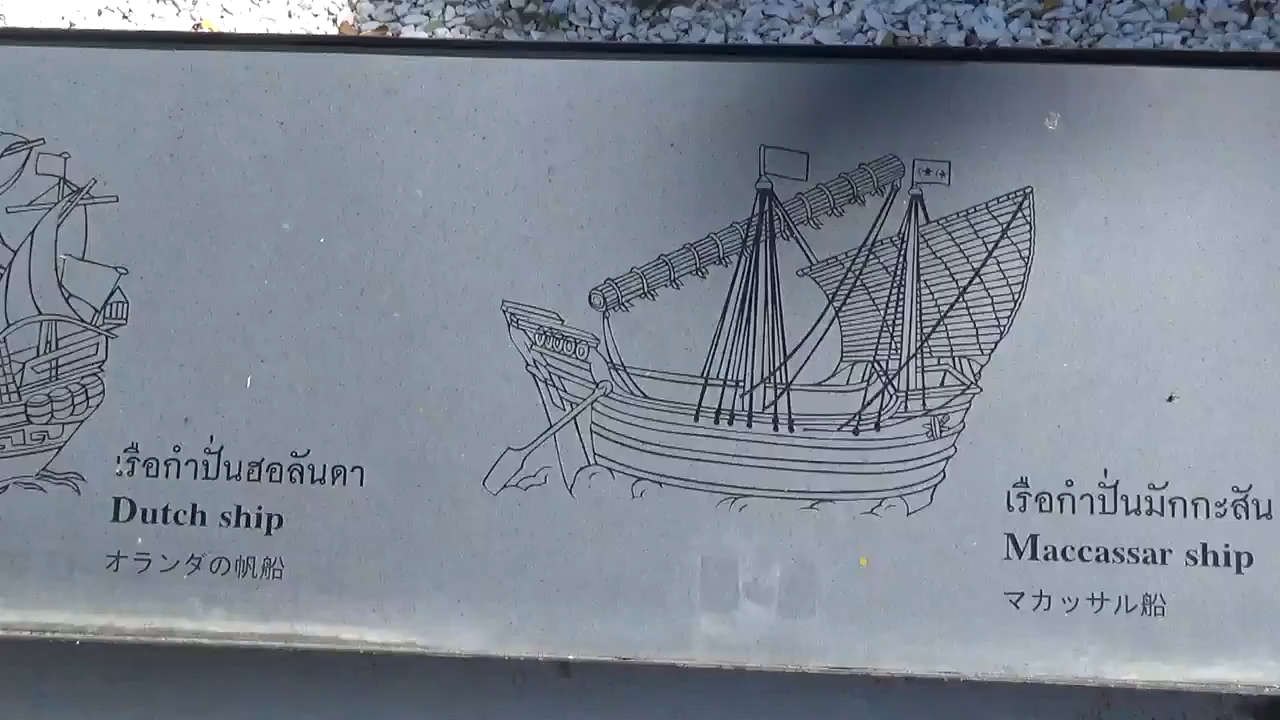 เรือกำปั่นฮอลันดา
Dutch ship
オランダの帆船
เรือกำปั่นมักกะสัน
Maccassar ship
マカッサル船